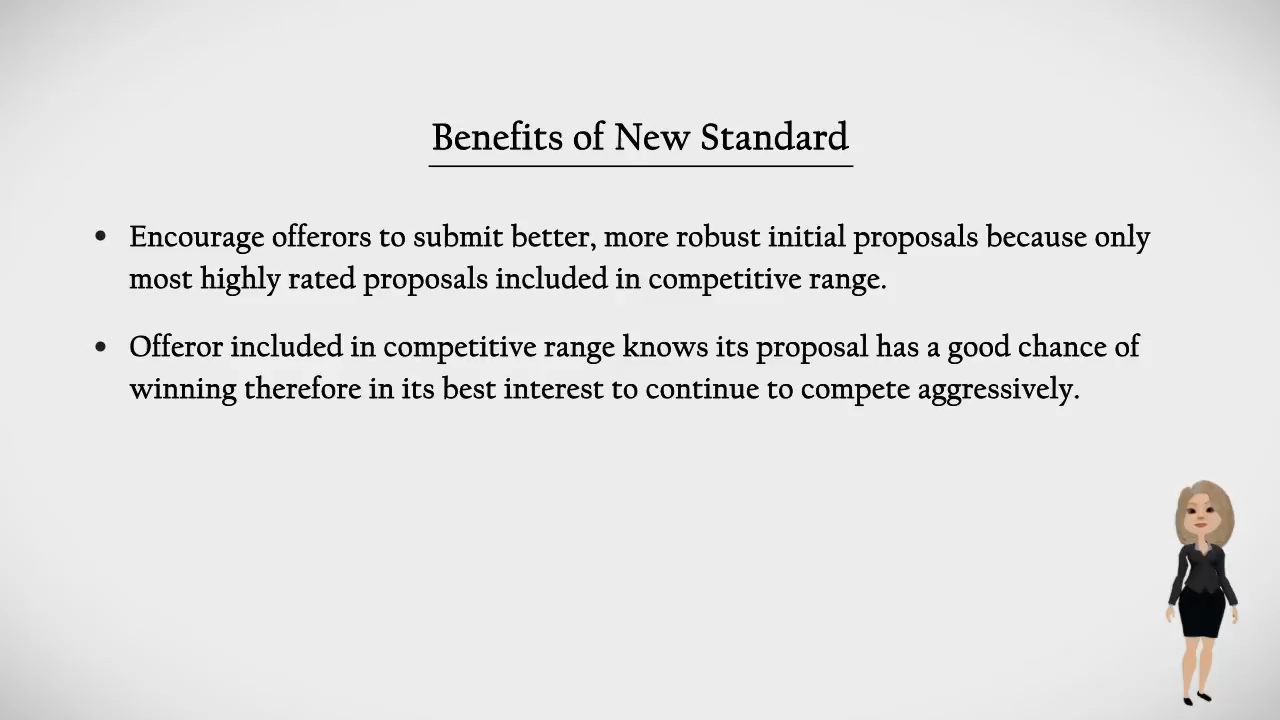 Benefits of New Standard
• Encourage offerors to submit better, more robust initial proposals because only
most highly rated proposals included in competitive range.
• Offeror included in competitive range knows its proposal has a good chance of
winning therefore in its best interest to continue to compete aggressively.